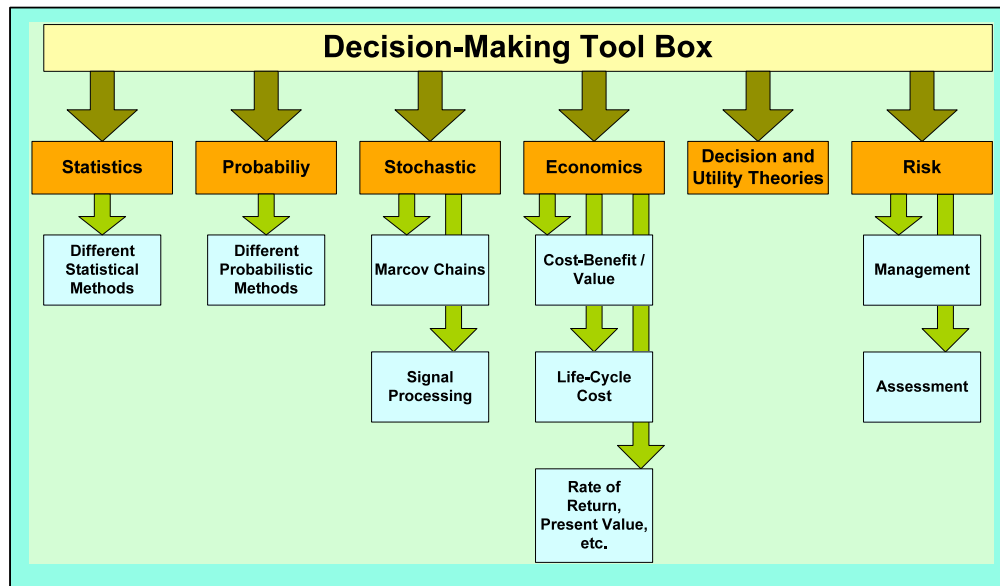 Decision-Making Tool Box
Statistics
Probabiliy
Stochastic
Economics
Decision and
Utility Theories
Risk
Different
Statistical
Methods
Different
Probabilistic
Methods
Marcov Chains
Cost-Benefit /
Value
Management
Signal
Processing
Life-Cycle
Cost
Assessment
Rate of
Return,
Present Value,
etc.